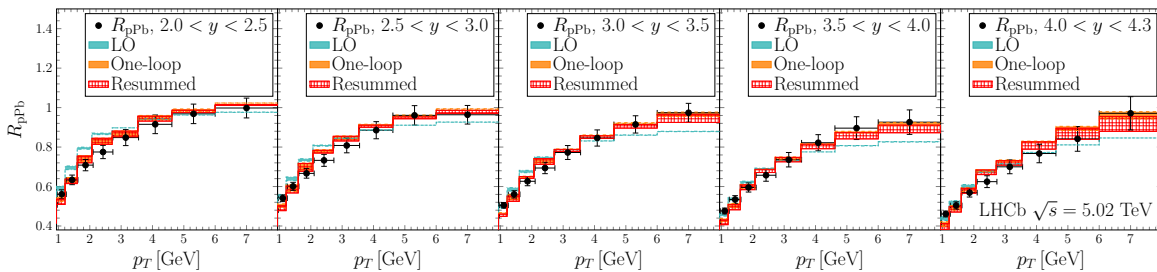 R_pPb
1.4
1.2
1
0.8
0.6
0.4
R_pPb, 2.0 < y < 2.5
LO
One-loop
Resummed
1 2 3 4 5 6 7
p_T [GeV]
R_pPb, 2.5 < y < 3.0
LO
One-loop
Resummed
1 2 3 4 5 6 7
p_T [GeV]
R_pPb, 3.0 < y < 3.5
LO
One-loop
Resummed
1 2 3 4 5 6 7
p_T [GeV]
R_pPb, 3.5 < y < 4.0
LO
One-loop
Resummed
1 2 3 4 5 6 7
p_T [GeV]
R_pPb, 4.0 < y < 4.3
LO
One-loop
Resummed
LHCb √s = 5.02 TeV
1 2 3 4 5 6 7
p_T [GeV]